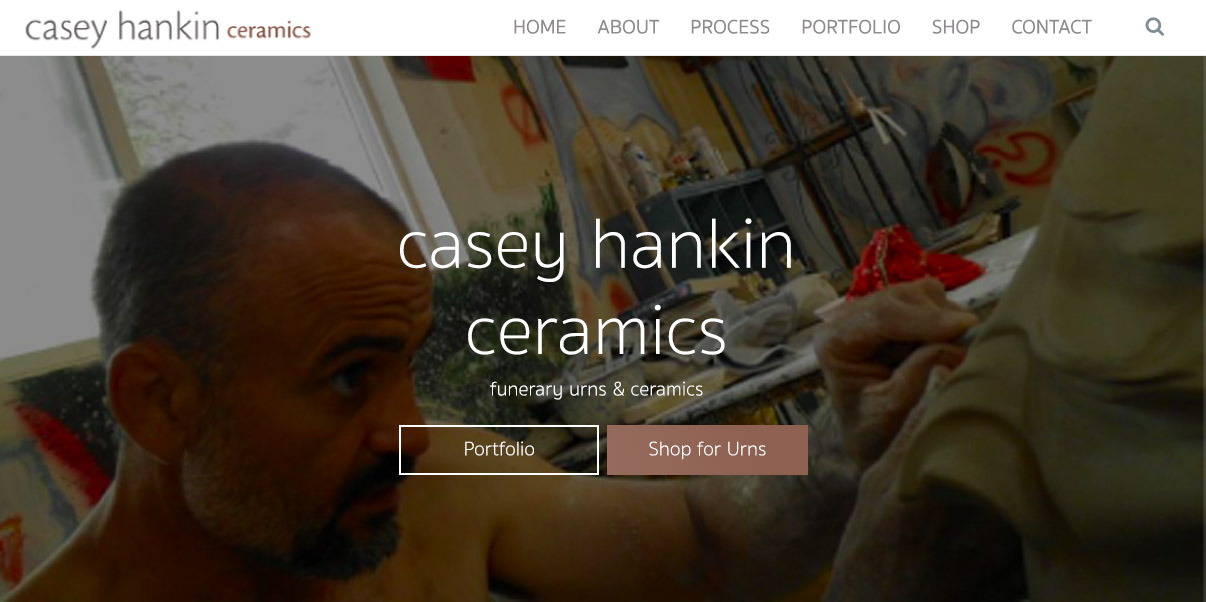 casey hankin ceramics
HOME ABOUT PROCESS PORTFOLIO SHOP CONTACT
casey hankin
ceramics
funerary urns & ceramics
Portfolio
Shop for Urns